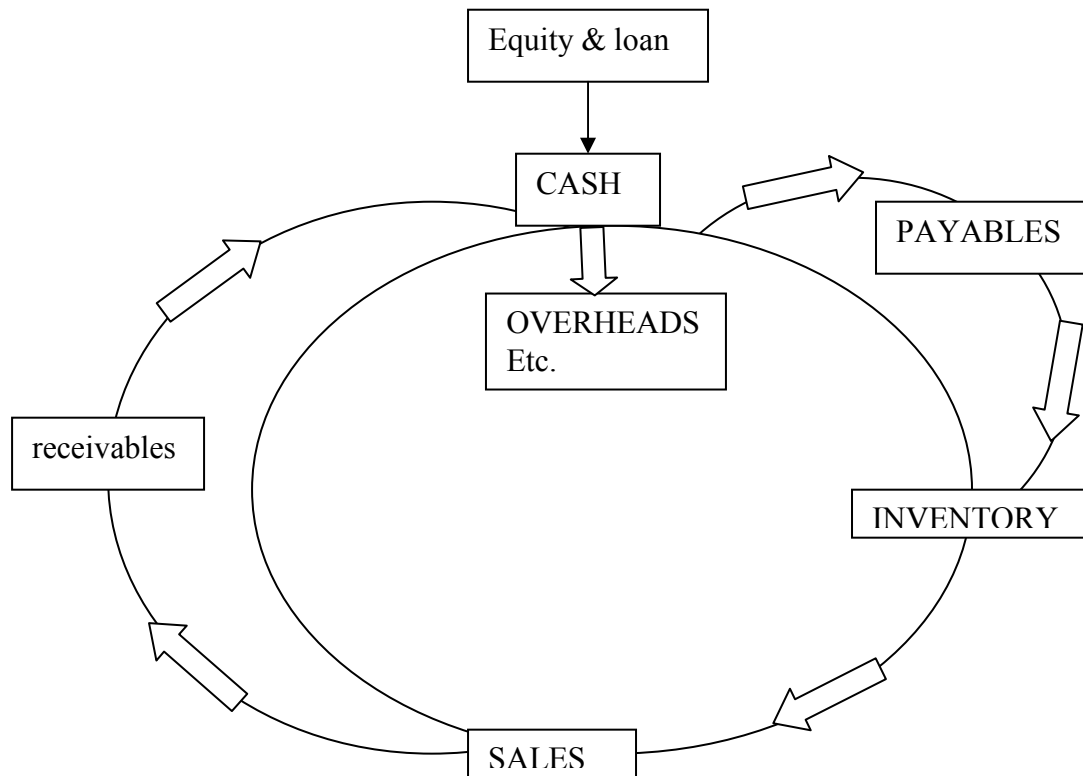 Equity & loan
CASH
PAYABLES
OVERHEADS
Etc.
receivables
INVENTORY
SALES